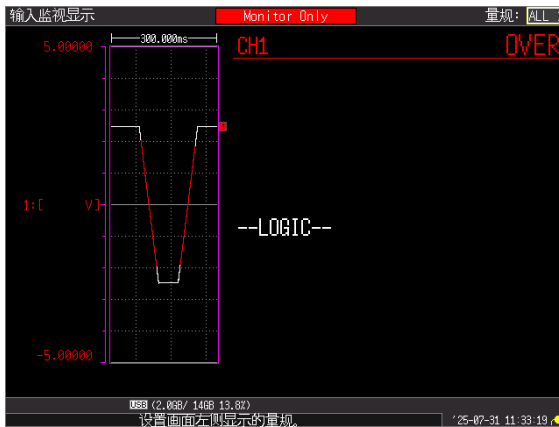 输入监视显示 Monitor Only 量规: ALL
5.00000 300.000ms CH1 OVER
1
1:[ V]
--LOGIC--
-5.00000
USB (2.0GB/ 14GB 13.8%)
设置画面左则显示的量规。 '25-07-31 11:33:19